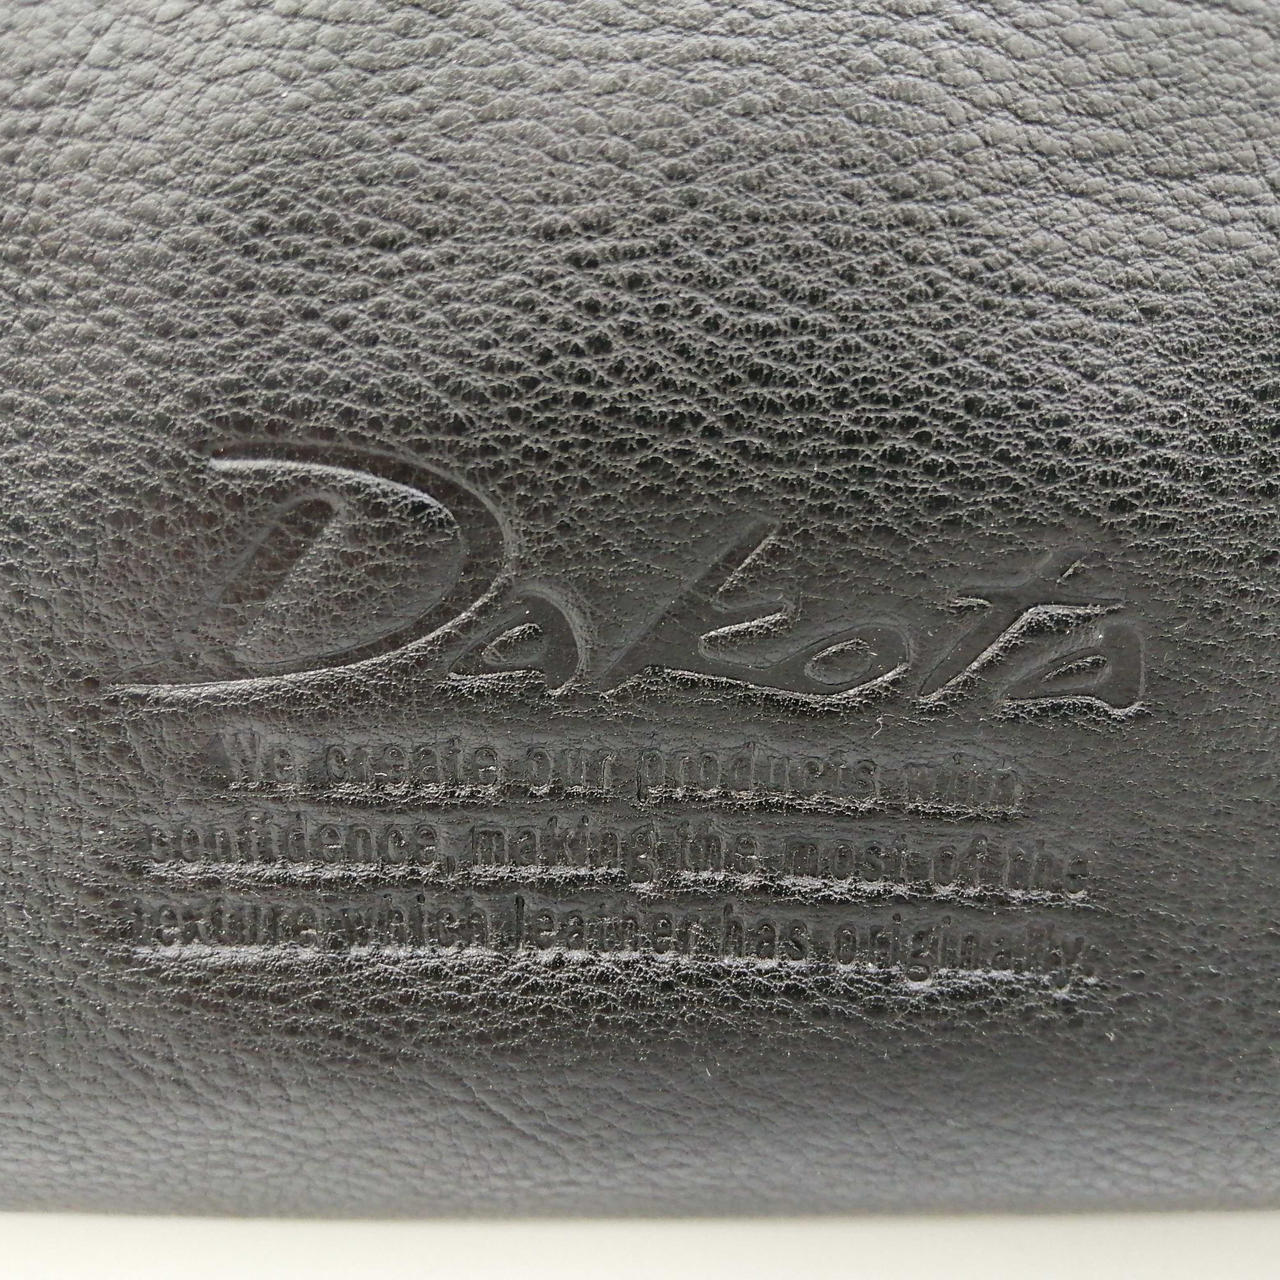 Dakota
We create our products with
confidence, making the most of the
texture which leather has originally.